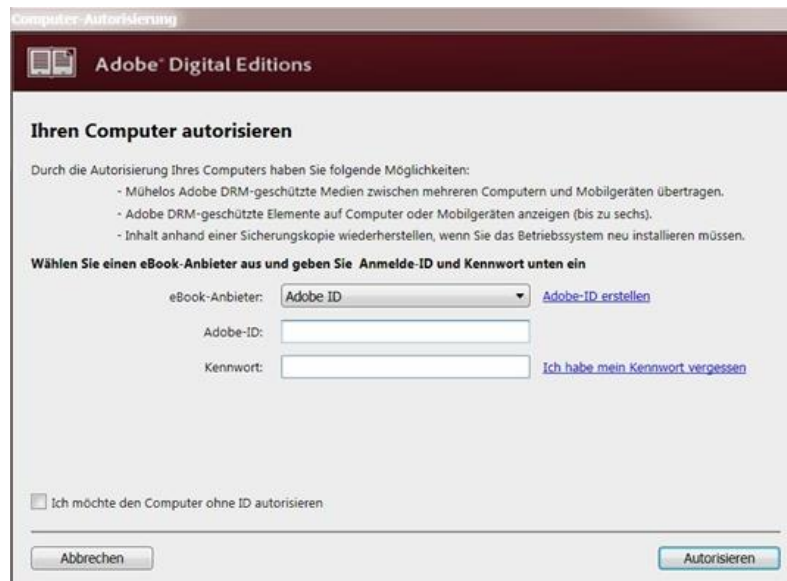 Computer-Autorisierung
Adobe® Digital Editions
Ihren Computer autorisieren
Durch die Autorisierung Ihres Computers haben Sie folgende Möglichkeiten:
- Mühelos Adobe DRM-geschützte Medien zwischen mehreren Computern und Mobilgeräten übertragen.
- Adobe DRM-geschützte Elemente auf Computer oder Mobilgeräten anzeigen (bis zu sechs).
- Inhalt anhand einer Sicherungskopie wiederherstellen, wenn Sie das Betriebssystem neu installieren müssen.
Wählen Sie einen eBook-Anbieter aus und geben Sie Anmelde-ID und Kennwort unten ein
eBook-Anbieter: Adobe ID Adobe-ID erstellen
Adobe-ID:
Kennwort: Ich habe mein Kennwort vergessen
Ich möchte den Computer ohne ID autorisieren
Abbrechen Autorisieren